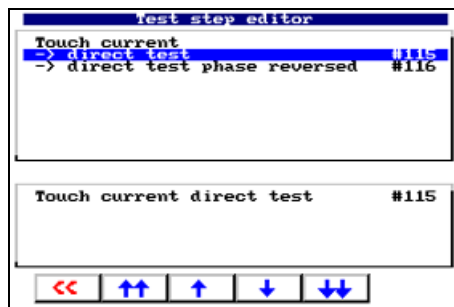 Test step editor
Touch current
-> direct test #115
-> direct test phase reversed #116
Touch current direct test #115
<<